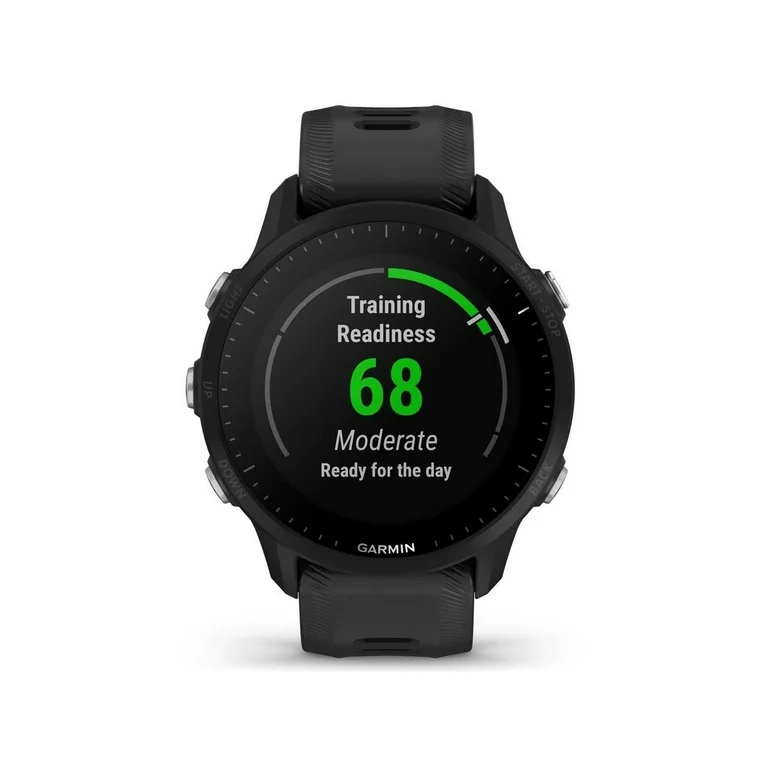 LIGHT
START·STOP
UP
DOWN
BACK
Training
Readiness
68
Moderate
Ready for the day
GARMIN